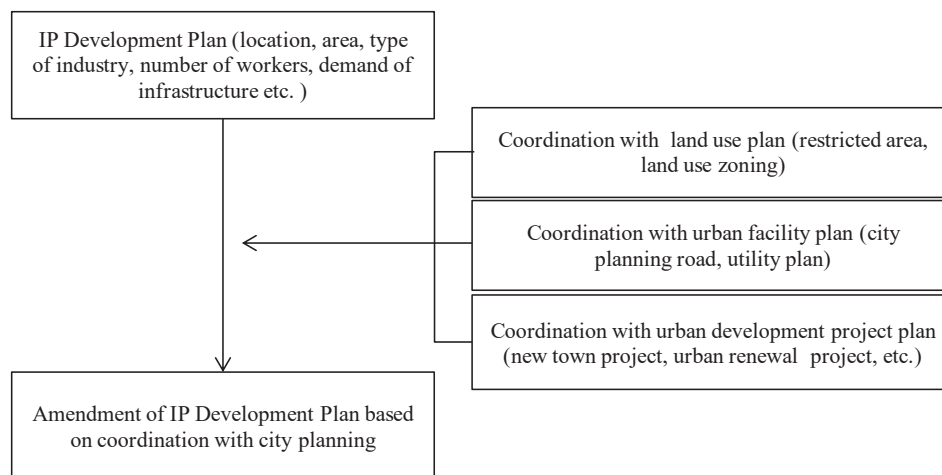 IP Development Plan (location, area, type
of industry, number of workers, demand of
infrastructure etc. )
Coordination with land use plan (restricted area,
land use zoning)
Coordination with urban facility plan (city
planning road, utility plan)
Coordination with urban development project plan
(new town project, urban renewal project, etc.)
Amendment of IP Development Plan based
on coordination with city planning